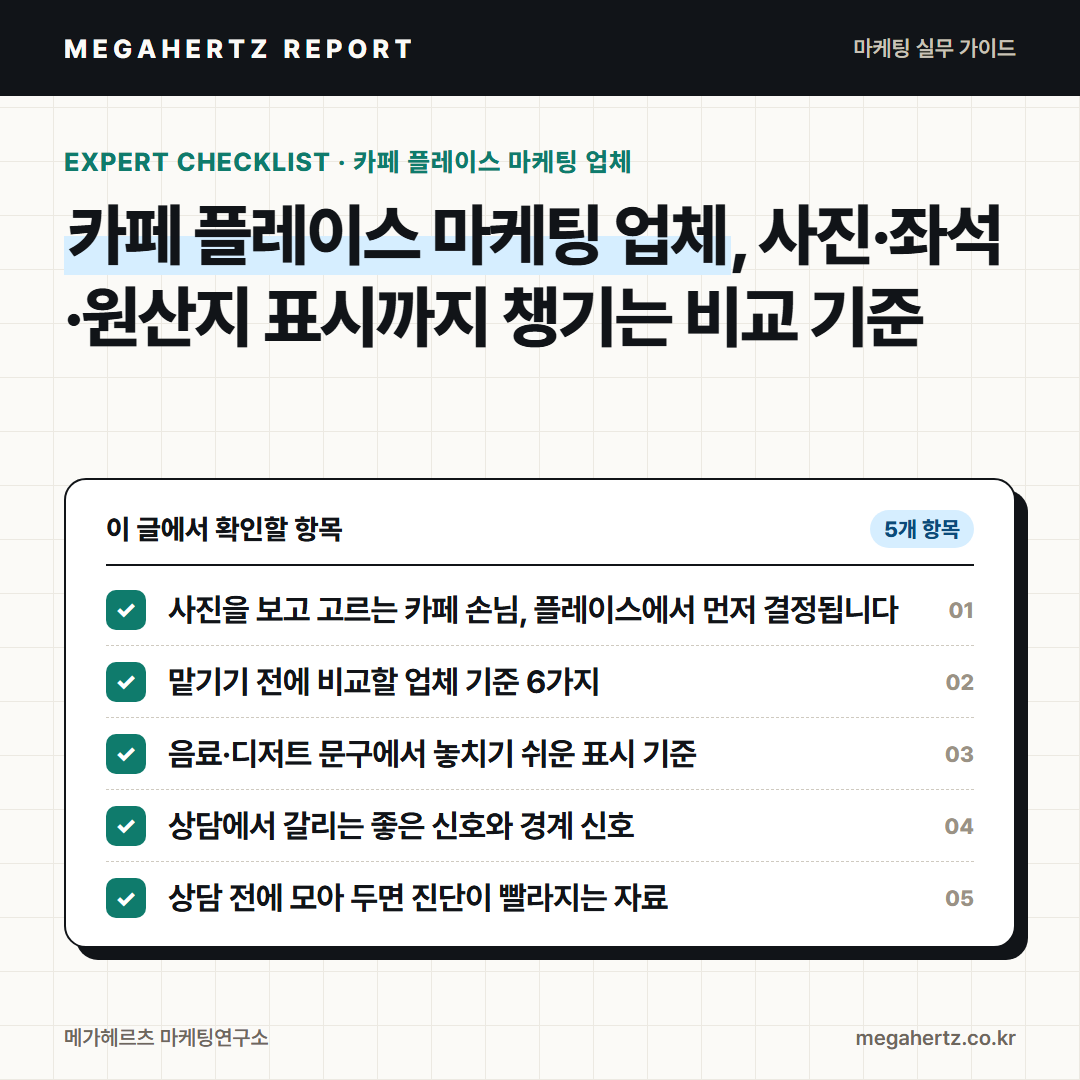 MEGAHERTZ REPORT
마케팅 실무 가이드
EXPERT CHECKLIST · 카페 플레이스 마케팅 업체
카페 플레이스 마케팅 업체, 사진·좌석
·원산지 표시까지 챙기는 비교 기준
이 글에서 확인할 항목
5개 항목
사진을 보고 고르는 카페 손님, 플레이스에서 먼저 결정됩니다 01
맡기기 전에 비교할 업체 기준 6가지 02
음료·디저트 문구에서 놓치기 쉬운 표시 기준 03
상담에서 갈리는 좋은 신호와 경계 신호 04
상담 전에 모아 두면 진단이 빨라지는 자료 05
메가헤르츠 마케팅연구소
megahertz.co.kr